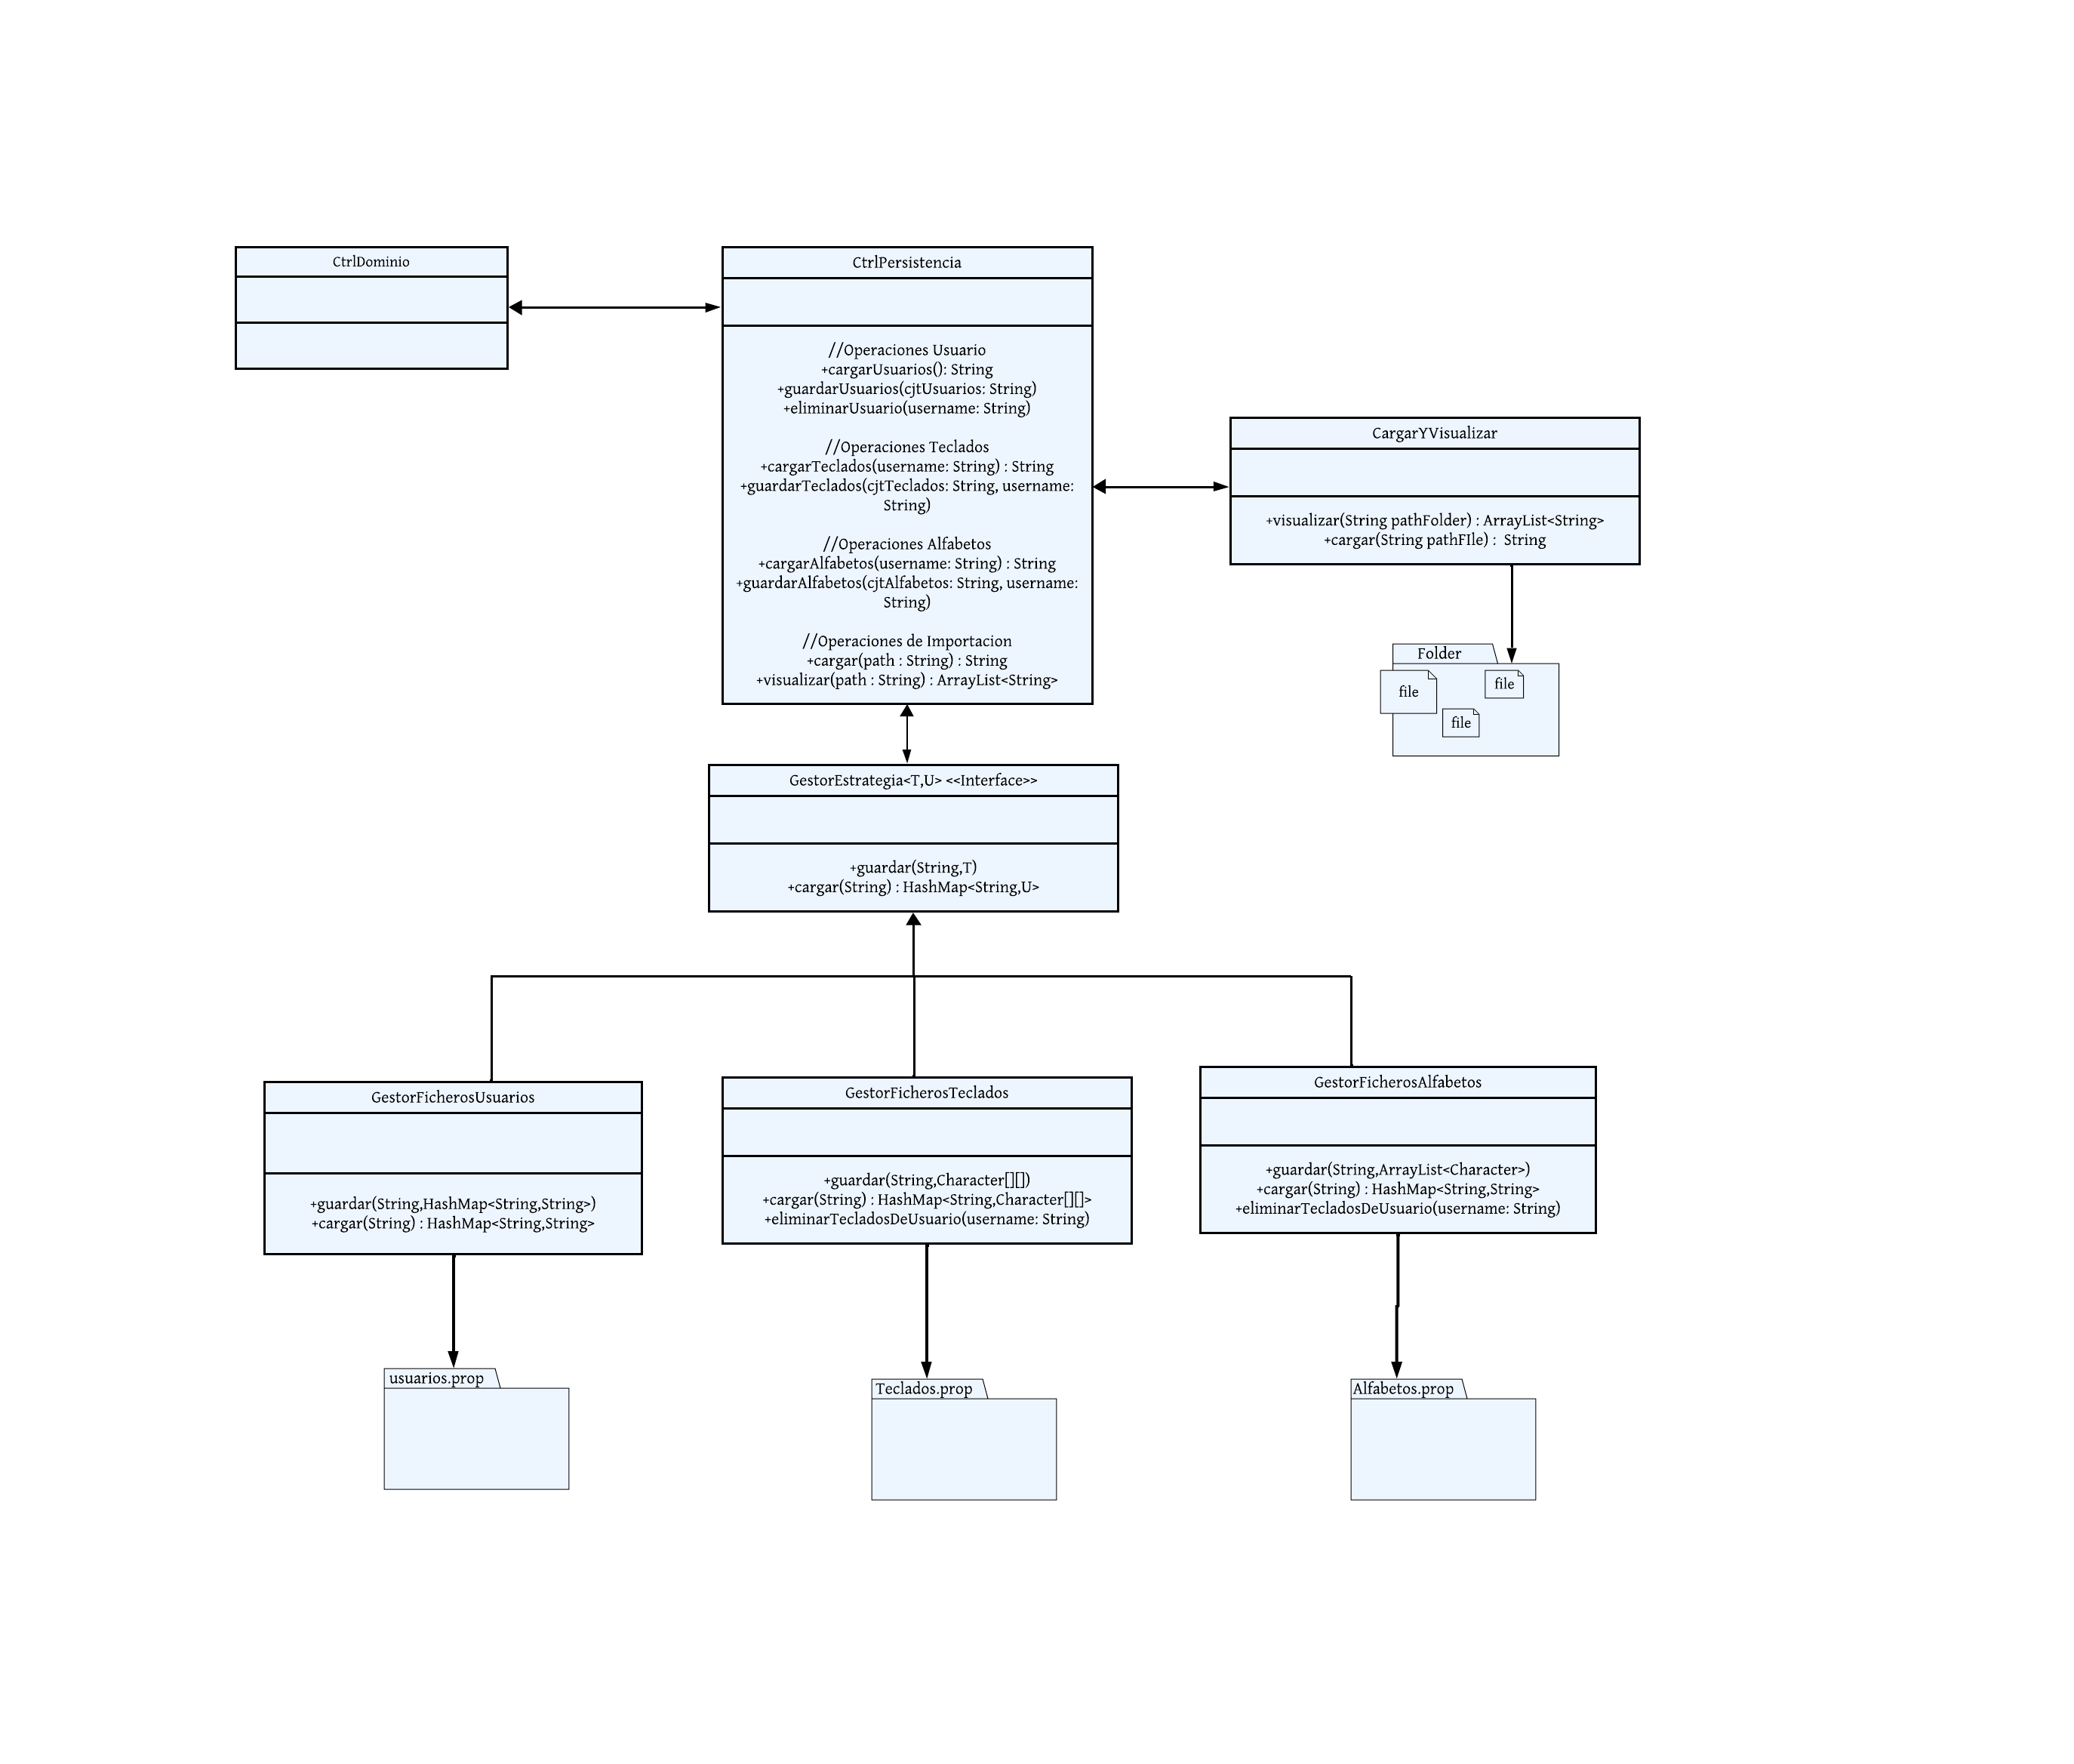 CtrlDominio
CtrlPersistencia
//Operaciones Usuario
+cargarUsuarios(): String
+guardarUsuarios(cjtUsuarios: String)
+eliminarUsuario(username: String)
//Operaciones Teclados
+cargarTeclados(username: String) : String
+guardarTeclados(cjtTeclados: String, username:
String)
//Operaciones Alfabetos
+cargarAlfabetos(username: String) : String
+guardarAlfabetos(cjtAlfabetos: String, username:
String)
//Operaciones de Importacion
+cargar(path : String) : String
+visualizar(path : String) : ArrayList<String>
CargarYVisualizar
+visualizar(String pathFolder) : ArrayList<String>
+cargar(String pathFIle) :  String
Folder
file
file
file
GestorEstrategia<T,U> <<Interface>>
+guardar(String,T)
+cargar(String) : HashMap<String,U>
GestorFicherosUsuarios
+guardar(String,HashMap<String,String>)
+cargar(String) : HashMap<String,String>
GestorFicherosTeclados
+guardar(String,Character[][])
+cargar(String) : HashMap<String,Character[][]>
+eliminarTecladosDeUsuario(username: String)
GestorFicherosAlfabetos
+guardar(String,ArrayList<Character>)
+cargar(String) : HashMap<String,String>
+eliminarTecladosDeUsuario(username: String)
usuarios.prop
Teclados.prop
Alfabetos.prop